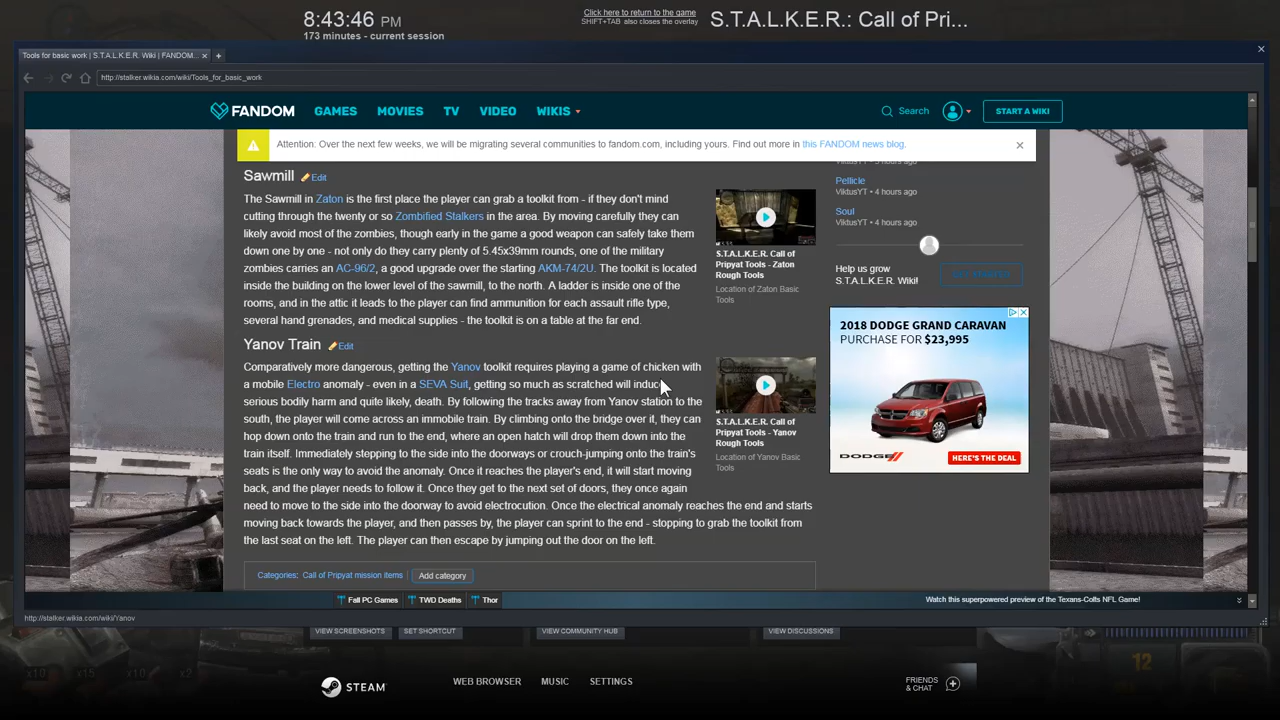 8:43:46 PM
173 minutes - current session
Click here to return to the game
SHIFT+TAB also closes the overlay
S.T.A.L.K.E.R.: Call of Pri...
Tools for basic work | S.T.A.L.K.E.R. Wiki | FANDOM...
http://stalker.wikia.com/wiki/Tools_for_basic_work
FANDOM
GAMES
MOVIES
TV
VIDEO
WIKIS
Search
START A WIKI
Attention: Over the next few weeks, we will be migrating several communities to fandom.com, including yours. Find out more in this FANDOM news blog.
Sawmill
Edit
The Sawmill in Zaton is the first place the player can grab a toolkit from - if they don't mind
cutting through the twenty or so Zombified Stalkers in the area. By moving carefully they can
likely avoid most of the zombies, though early in the game a good weapon can safely take them
down one by one - not only do they carry plenty of 5.45x39mm rounds, one of the military
zombies carries an AC-96/2, a good upgrade over the starting AKM-74/2U. The toolkit is located
inside the building on the lower level of the sawmill, to the north. A ladder is inside one of the
rooms, and in the attic it leads to the player can find ammunition for each assault rifle type,
several hand grenades, and medical supplies - the toolkit is on a table at the far end.
S.T.A.L.K.E.R. Call of
Pripyat Tools - Zaton
Rough Tools
Location of Zaton Basic
Tools
Yanov Train
Edit
Comparatively more dangerous, getting the Yanov toolkit requires playing a game of chicken with
a mobile Electro anomaly - even in a SEVA Suit, getting so much as scratched will induce
serious bodily harm and quite likely, death. By following the tracks away from Yanov station to the
south, the player will come across an immobile train. By climbing onto the bridge over it, they can
hop down onto the train and run to the end, where an open hatch will drop them down into the
train itself. Immediately stepping to the side into the doorways or crouch-jumping onto the train's
seats is the only way to avoid the anomaly. Once it reaches the player's end, it will start moving
back, and the player needs to follow it. Once they get to the next set of doors, they once again
need to move to the side into the doorway to avoid electrocution. Once the electrical anomaly reaches the end and starts
moving back towards the player, and then passes by, the player can sprint to the end - stopping to grab the toolkit from
the last seat on the left. The player can then escape by jumping out the door on the left.
S.T.A.L.K.E.R. Call of
Pripyat Tools - Yanov
Rough Tools
Location of Yanov Basic
Tools
Categories: Call of Pripyat mission items
Add category
ViktusYT • 3 hours ago
Pellicle
ViktusYT • 4 hours ago
Soul
ViktusYT • 4 hours ago
Help us grow
S.T.A.L.K.E.R. Wiki!
GET STARTED
2018 DODGE GRAND CARAVAN
PURCHASE FOR $23,995
DODGE
HERE'S THE DEAL
Fall PC Games
TWD Deaths
Thor
Watch this superpowered preview of the Texans-Colts NFL Game!
http://stalker.wikia.com/wiki/Yanov
VIEW SCREENSHOTS
SET SHORTCUT
VIEW COMMUNITY HUB
VIEW DISCUSSIONS
x10
x15
x10
x2
12
STEAM
WEB BROWSER
MUSIC
SETTINGS
FRIENDS
& CHAT